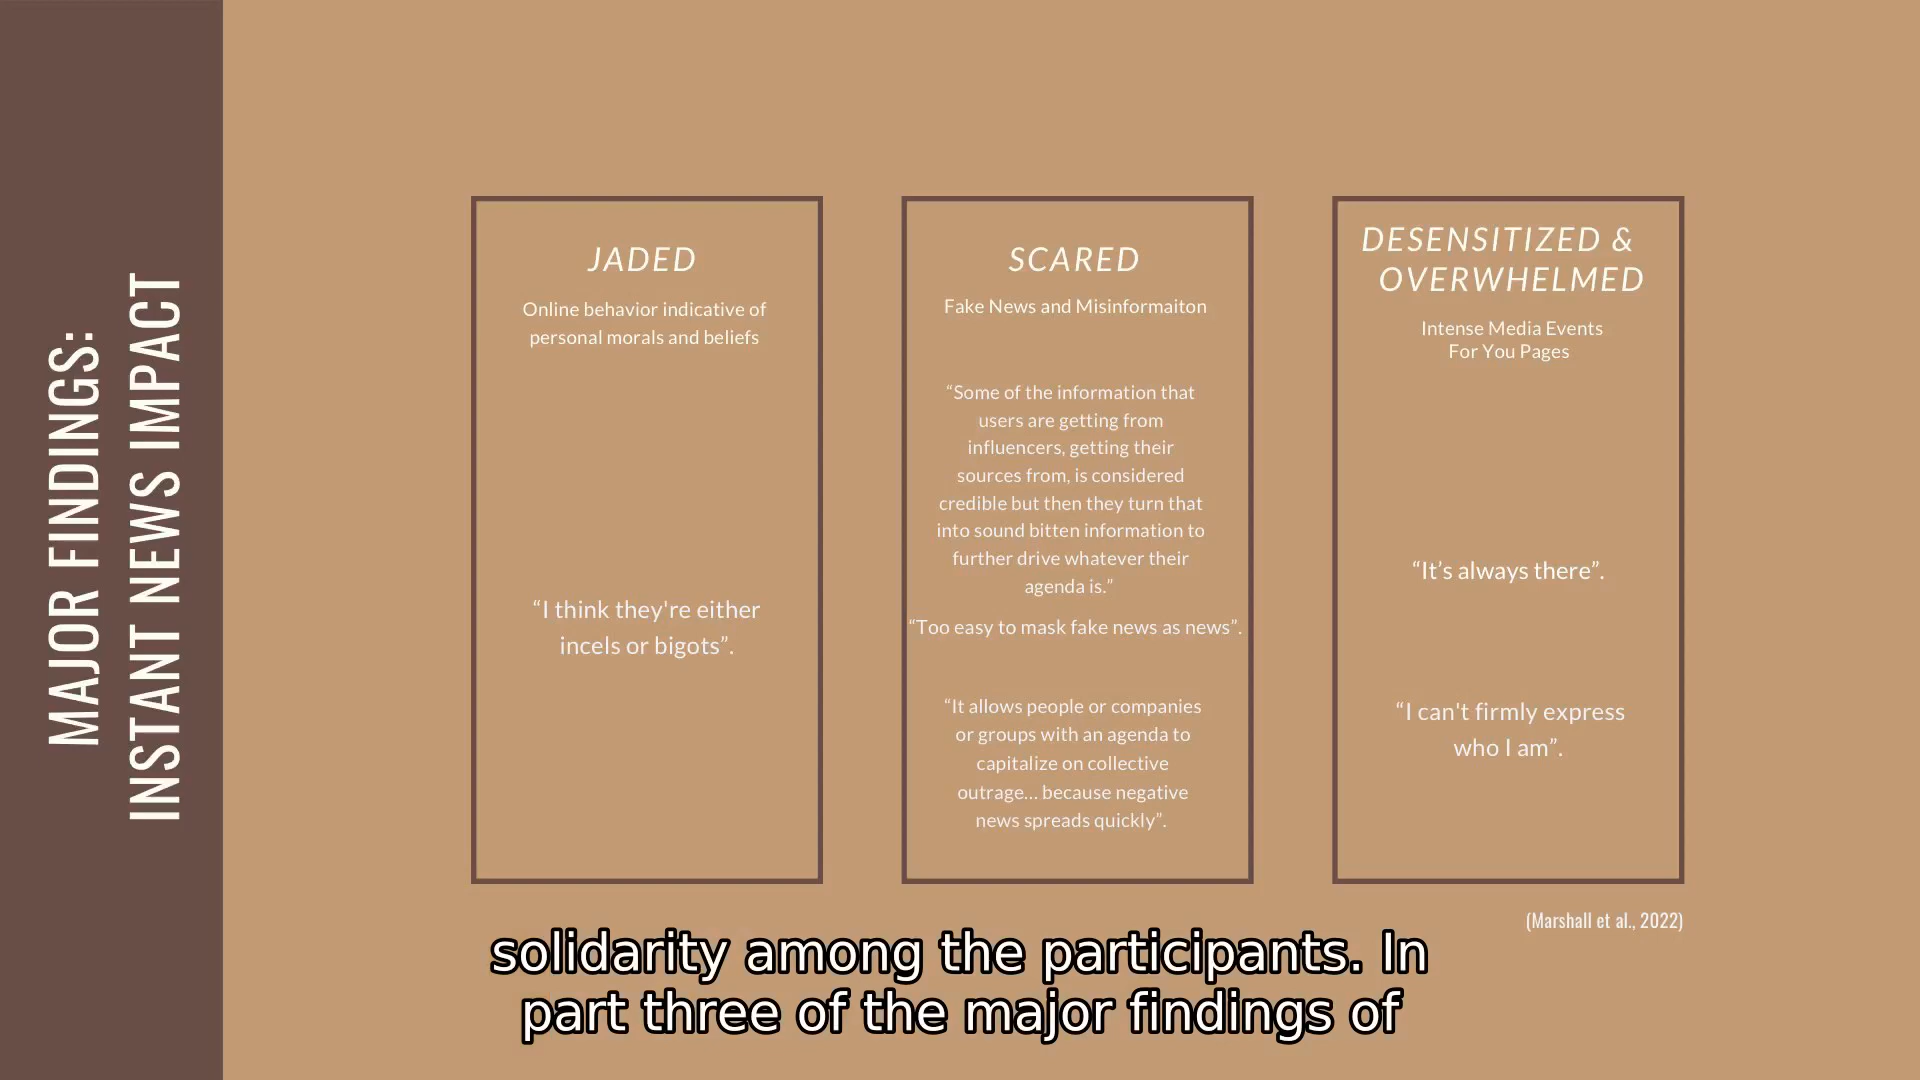 MAJOR FINDINGS:
INSTANT NEWS IMPACT
JADED
Online behavior indicative of
personal morals and beliefs
“I think they're either
incels or bigots”.
SCARED
Fake News and Misinformaiton
“Some of the information that
users are getting from
influencers, getting their
sources from, is considered
credible but then they turn that
into sound bitten information to
further drive whatever their
agenda is.”
“Too easy to mask fake news as news”.
“It allows people or companies
or groups with an agenda to
capitalize on collective
outrage... because negative
news spreads quickly”.
DESENSITIZED &
OVERWHELMED
Intense Media Events
For You Pages
“It’s always there”.
“I can't firmly express
who I am”.
(Marshall et al., 2022)
solidarity among the participants. In
part three of the major findings of